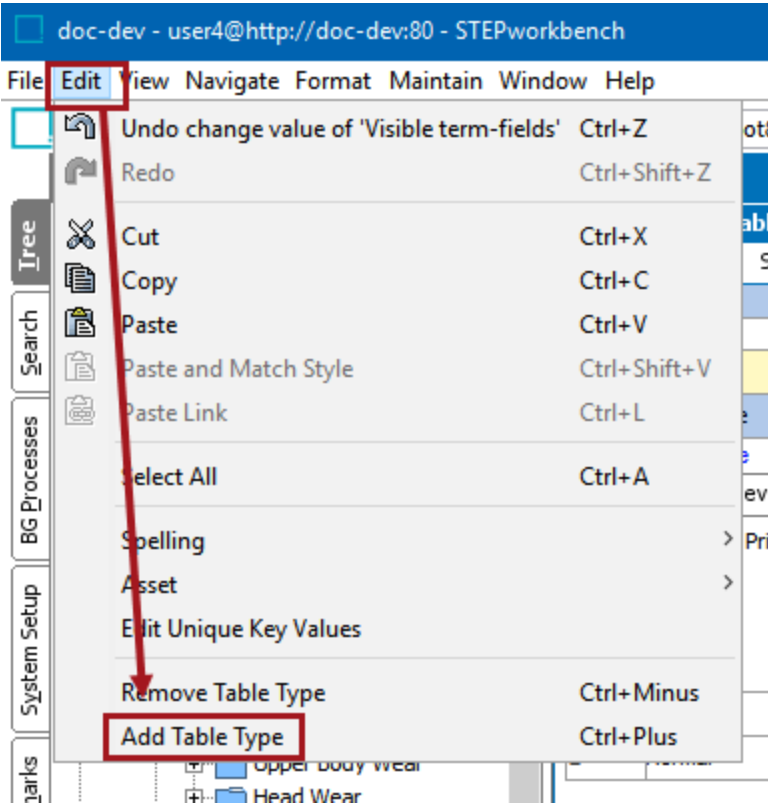 doc-dev - user4@http://doc-dev:80 - STEPworkbench
File Edit View Navigate Format Maintain Window Help
Undo change value of 'Visible term-fields' Ctrl+Z
Redo Ctrl+Shift+Z
Cut Ctrl+X
Copy Ctrl+C
Paste Ctrl+V
Paste and Match Style Ctrl+Shift+V
Paste Link Ctrl+L
Select All Ctrl+A
Spelling
Asset
Edit Unique Key Values
Remove Table Type Ctrl+Minus
Add Table Type Ctrl+Plus
Tree
Search
BG Processes
System Setup
Upper Body Wear
Head Wear